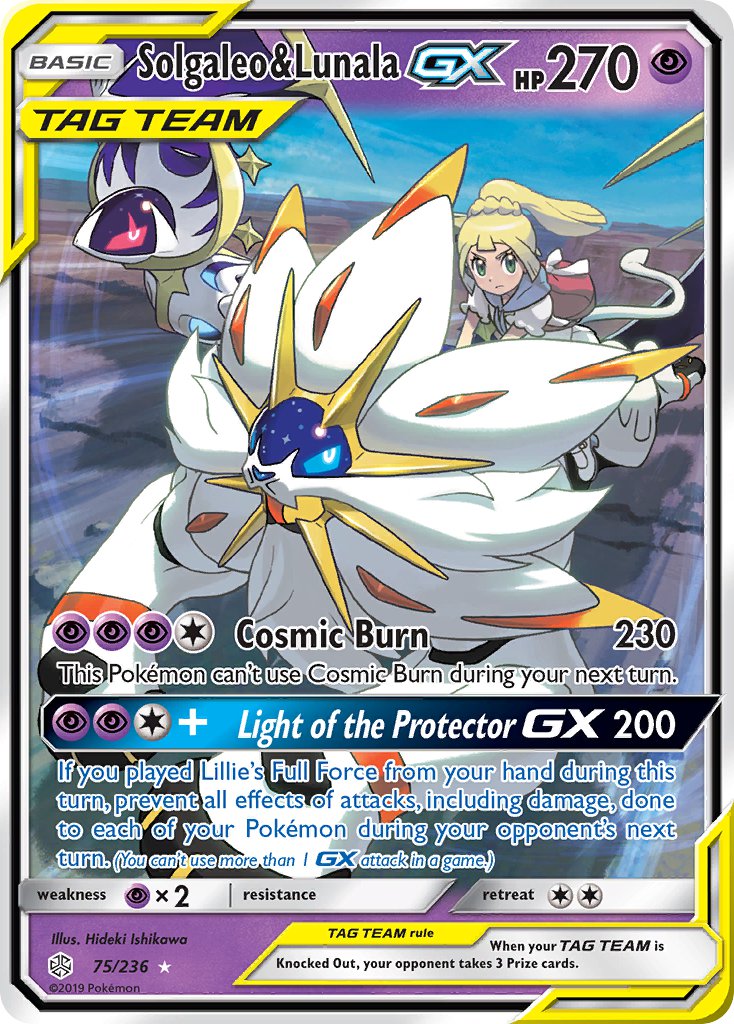 BASIC Solgaleo&Lunala GX HP270
TAG TEAM
Cosmic Burn 230
This Pokémon can't use Cosmic Burn during your next turn.
+ Light of the Protector GX 200
If you played Lillie's Full Force from your hand during this
turn, prevent all effects of attacks, including damage, done
to each of your Pokémon during your opponent's next
turn. (You can't use more than 1 GX attack in a game.)
weakness ×2 resistance retreat
Illus. Hideki Ishikawa
TAG TEAM rule
When your TAG TEAM is
Knocked Out, your opponent takes 3 Prize cards.
75/236
©2019 Pokémon